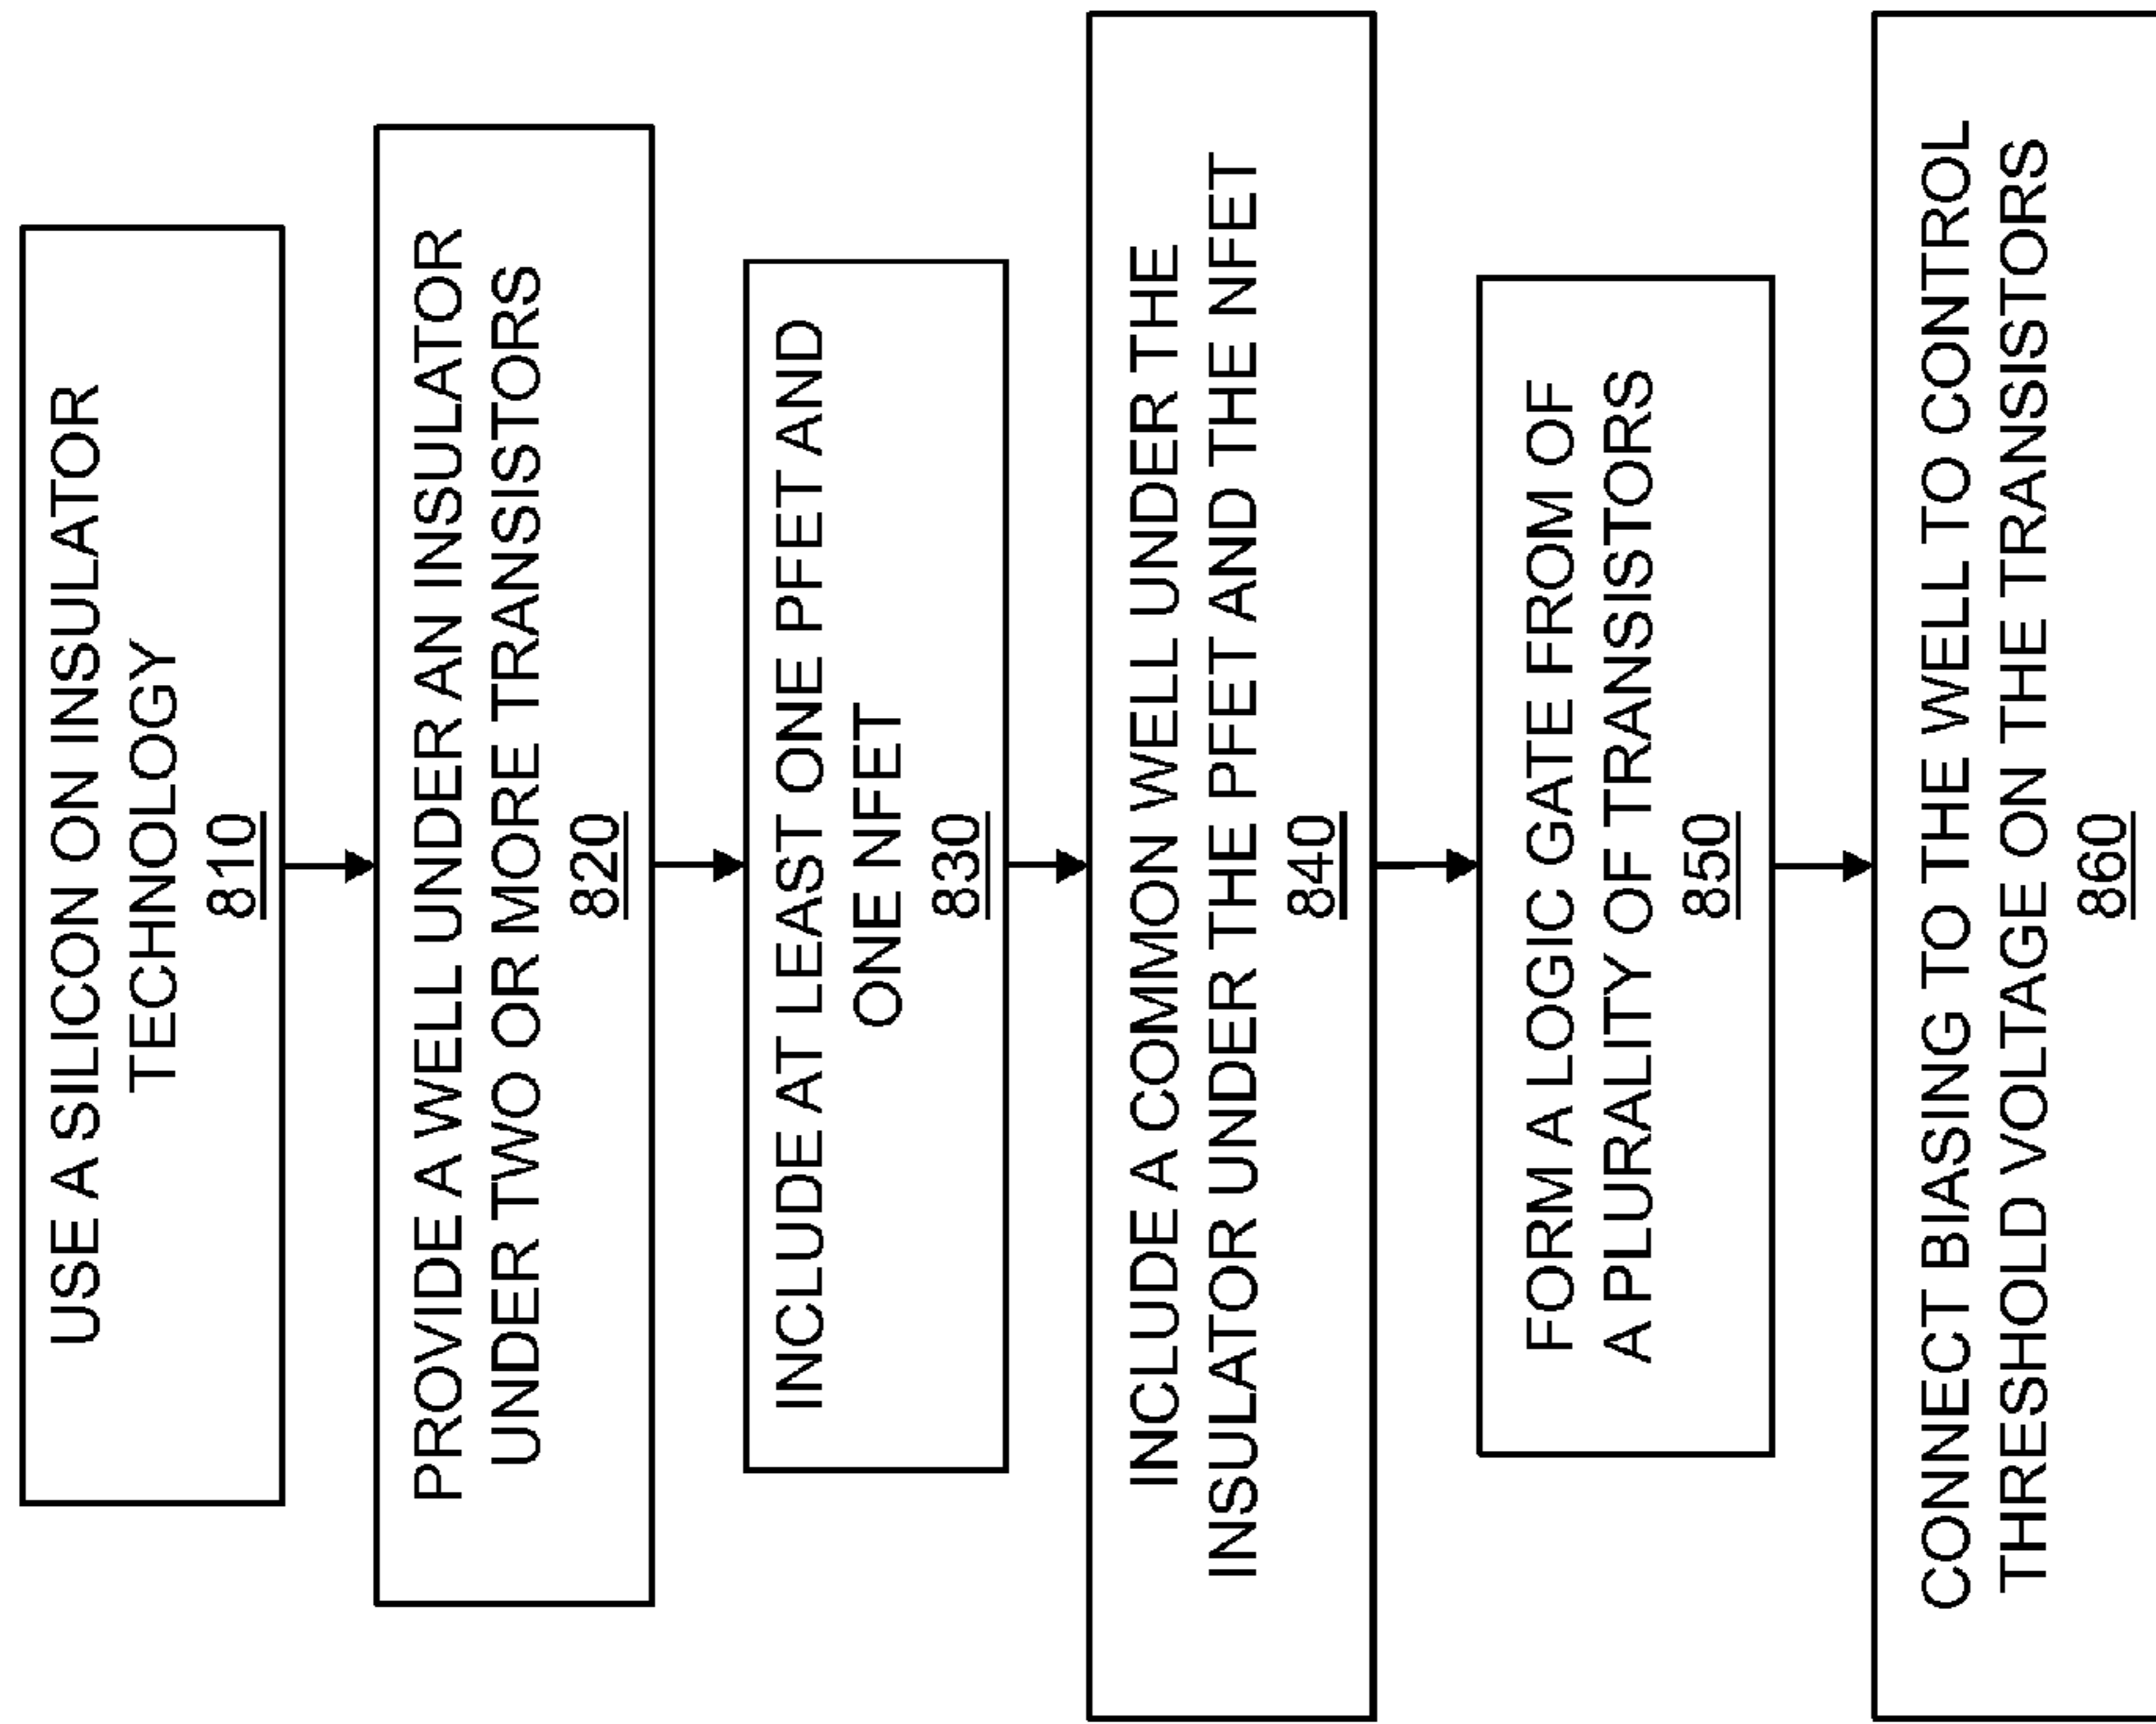 USE A SILICON ON INSULATOR
TECHNOLOGY
810
PROVIDE A WELL UNDER AN INSULATOR
UNDER TWO OR MORE TRANSISTORS
820
INCLUDE AT LEAST ONE PFET AND
ONE NFET
830
INCLUDE A COMMON WELL UNDER THE
INSULATOR UNDER THE PFET AND THE NFET
840
FORM A LOGIC GATE FROM OF
A PLURALITY OF TRANSISTORS
850
CONNECT BIASING TO THE WELL TO CONTROL
THRESHOLD VOLTAGE ON THE TRANSISTORS
860